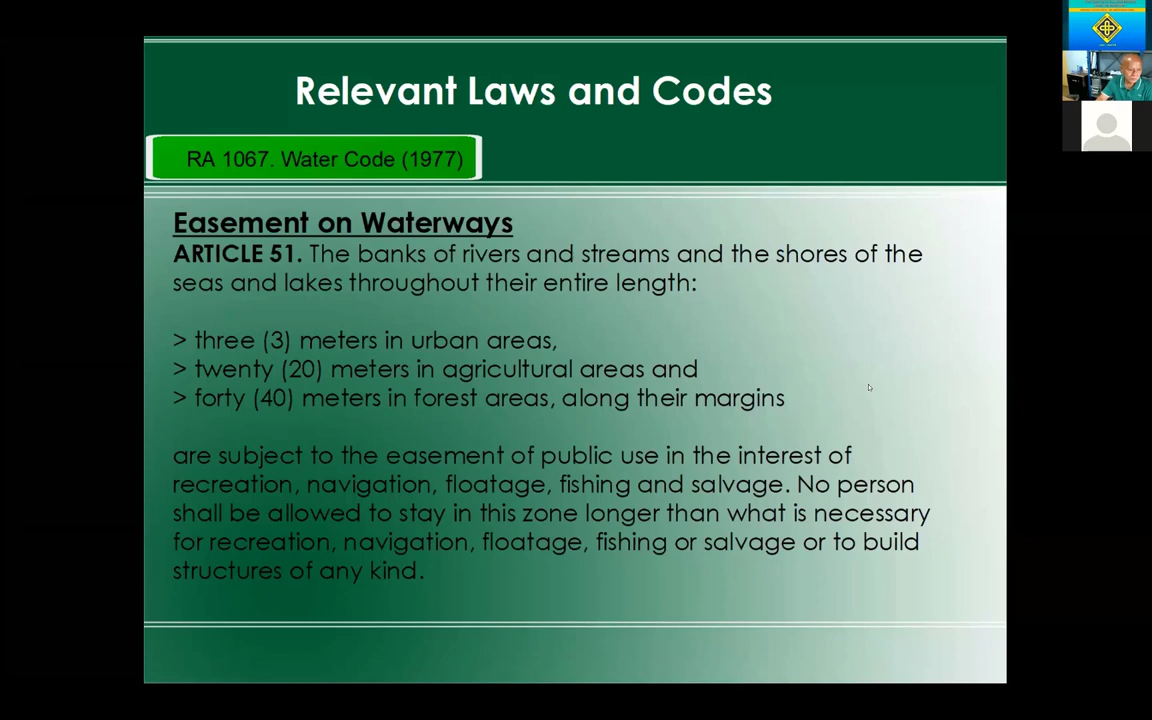 Relevant Laws and Codes
RA 1067. Water Code (1977)
Easement on Waterways
ARTICLE 51. The banks of rivers and streams and the shores of the
seas and lakes throughout their entire length:
> three (3) meters in urban areas,
> twenty (20) meters in agricultural areas and
> forty (40) meters in forest areas, along their margins
are subject to the easement of public use in the interest of
recreation, navigation, floatage, fishing and salvage. No person
shall be allowed to stay in this zone longer than what is necessary
for recreation, navigation, floatage, fishing or salvage or to build
structures of any kind.